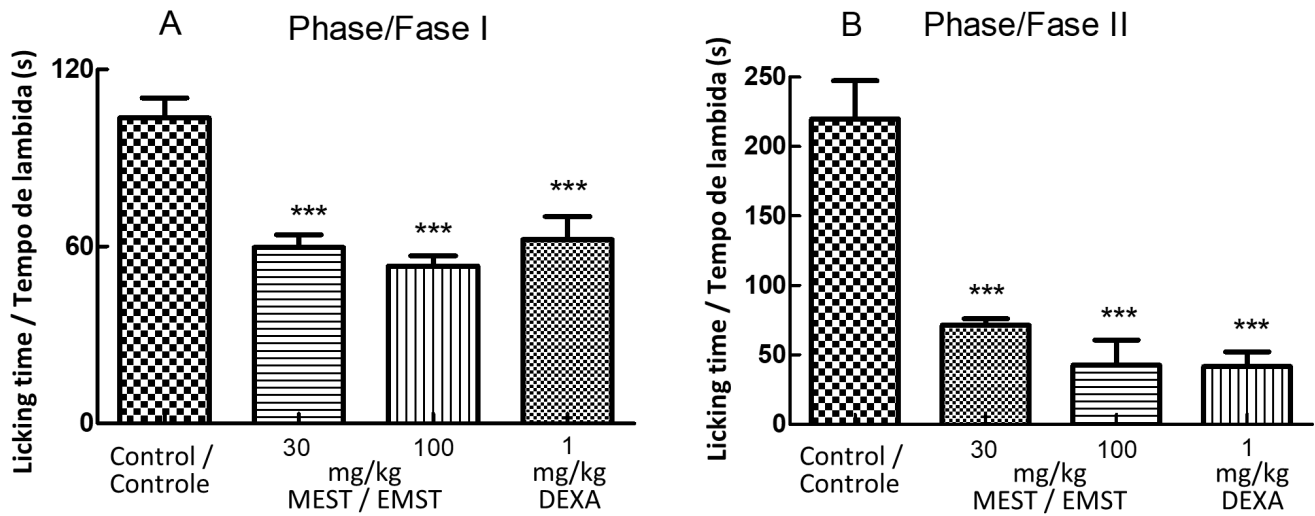 A
Phase/Fase I
Licking time / Tempo de lambida (s)
120
60
0
***
***
***
Control /
Controle
30
100
1
mg/kg
mg/kg
MEST / EMST
DEXA
B
Phase/Fase II
Licking time / Tempo de lambida (s)
250
200
150
100
50
0
***
***
***
Control /
Controle
30
100
1
mg/kg
mg/kg
MEST / EMST
DEXA